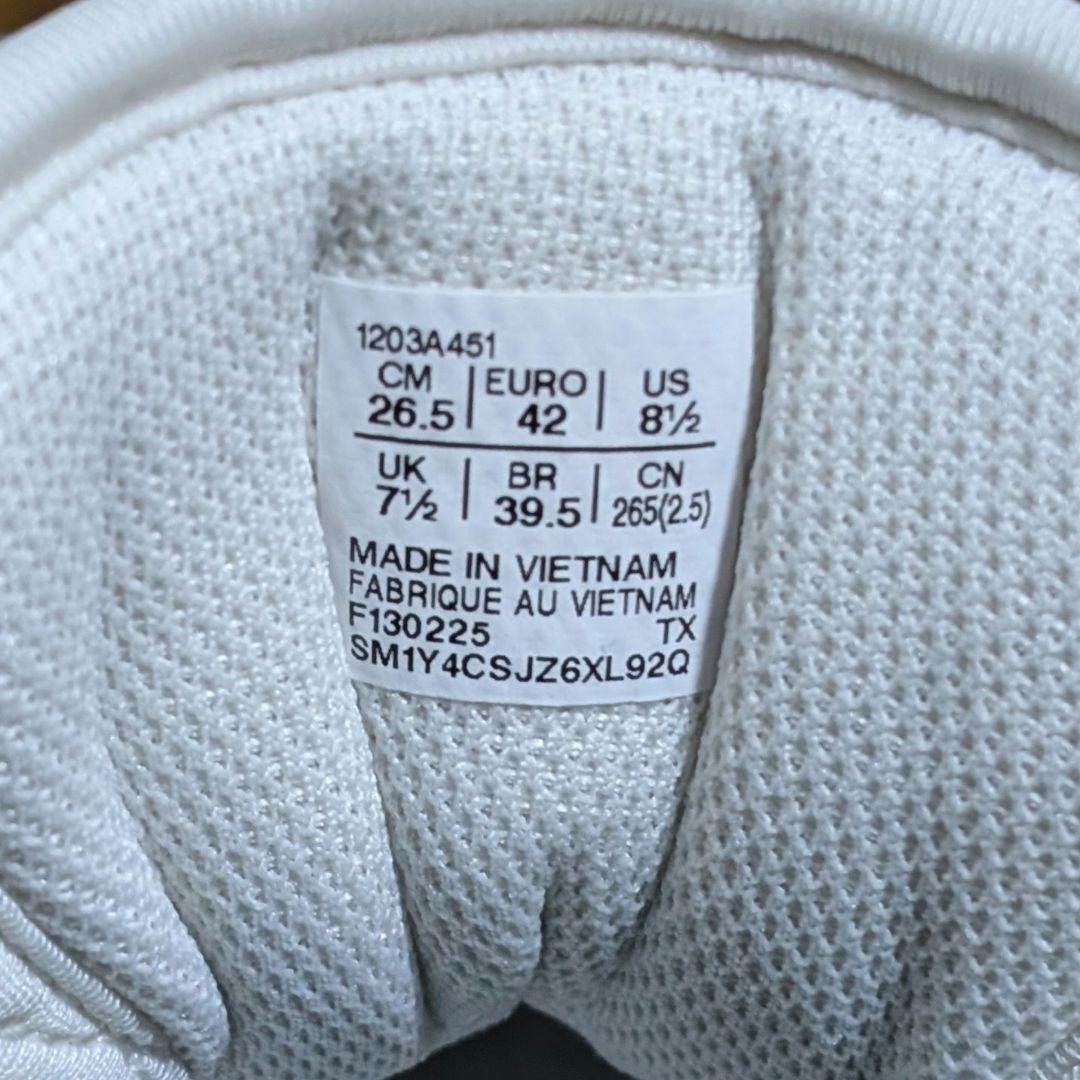 1203A451
CM | EURO | US
26.5 | 42 | 8½
UK | BR | CN
7½ | 39.5 | 265(2.5)
MADE IN VIETNAM
FABRIQUE AU VIETNAM
F130225 TX
SM1Y4CSJZ6XL92Q